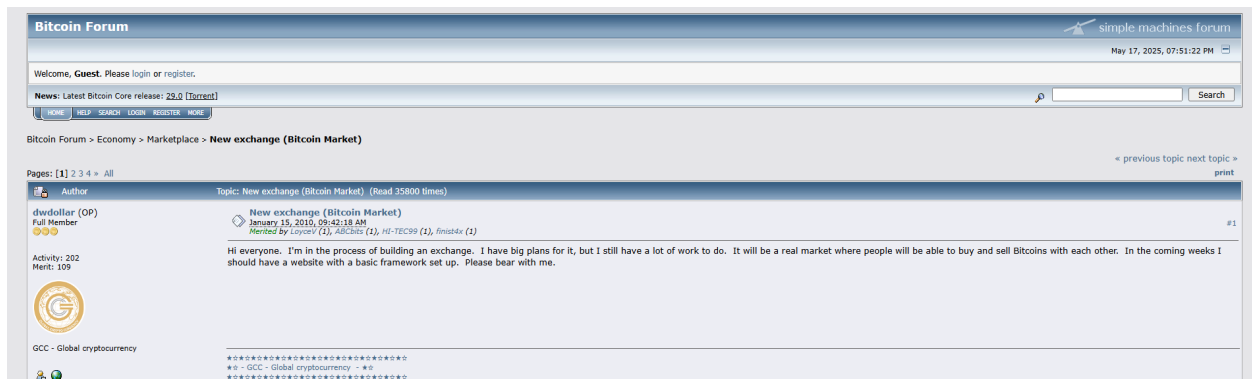 Bitcoin Forum
simple machines forum
May 17, 2025, 07:51:22 PM
Welcome, Guest. Please login or register.
News: Latest Bitcoin Core release: 29.0 [Torrent]
Search
HOME HELP SEARCH LOGIN REGISTER MORE
Bitcoin Forum > Economy > Marketplace > New exchange (Bitcoin Market)
« previous topic next topic »
Pages: [1] 2 3 4 » All
print
Author Topic: New exchange (Bitcoin Market) (Read 35800 times)
dwdollar (OP)
Full Member
Activity: 202
Merit: 109
GCC - Global cryptocurrency
New exchange (Bitcoin Market)
January 15, 2010, 09:42:18 AM
Merited by LoyceV (1), ABCbits (1), HI-TEC99 (1), finist4x (1)
#1
Hi everyone. I'm in the process of building an exchange. I have big plans for it, but I still have a lot of work to do. It will be a real market where people will be able to buy and sell Bitcoins with each other. In the coming weeks I
should have a website with a basic framework set up. Please bear with me.
★☆★☆★☆★☆★☆★☆★☆★☆★☆★☆★☆★☆★☆★☆★☆
★☆ - GCC - Global cryptocurrency - ★☆
★☆★☆★☆★☆★☆★☆★☆★☆★☆★☆★☆★☆★☆★☆★☆